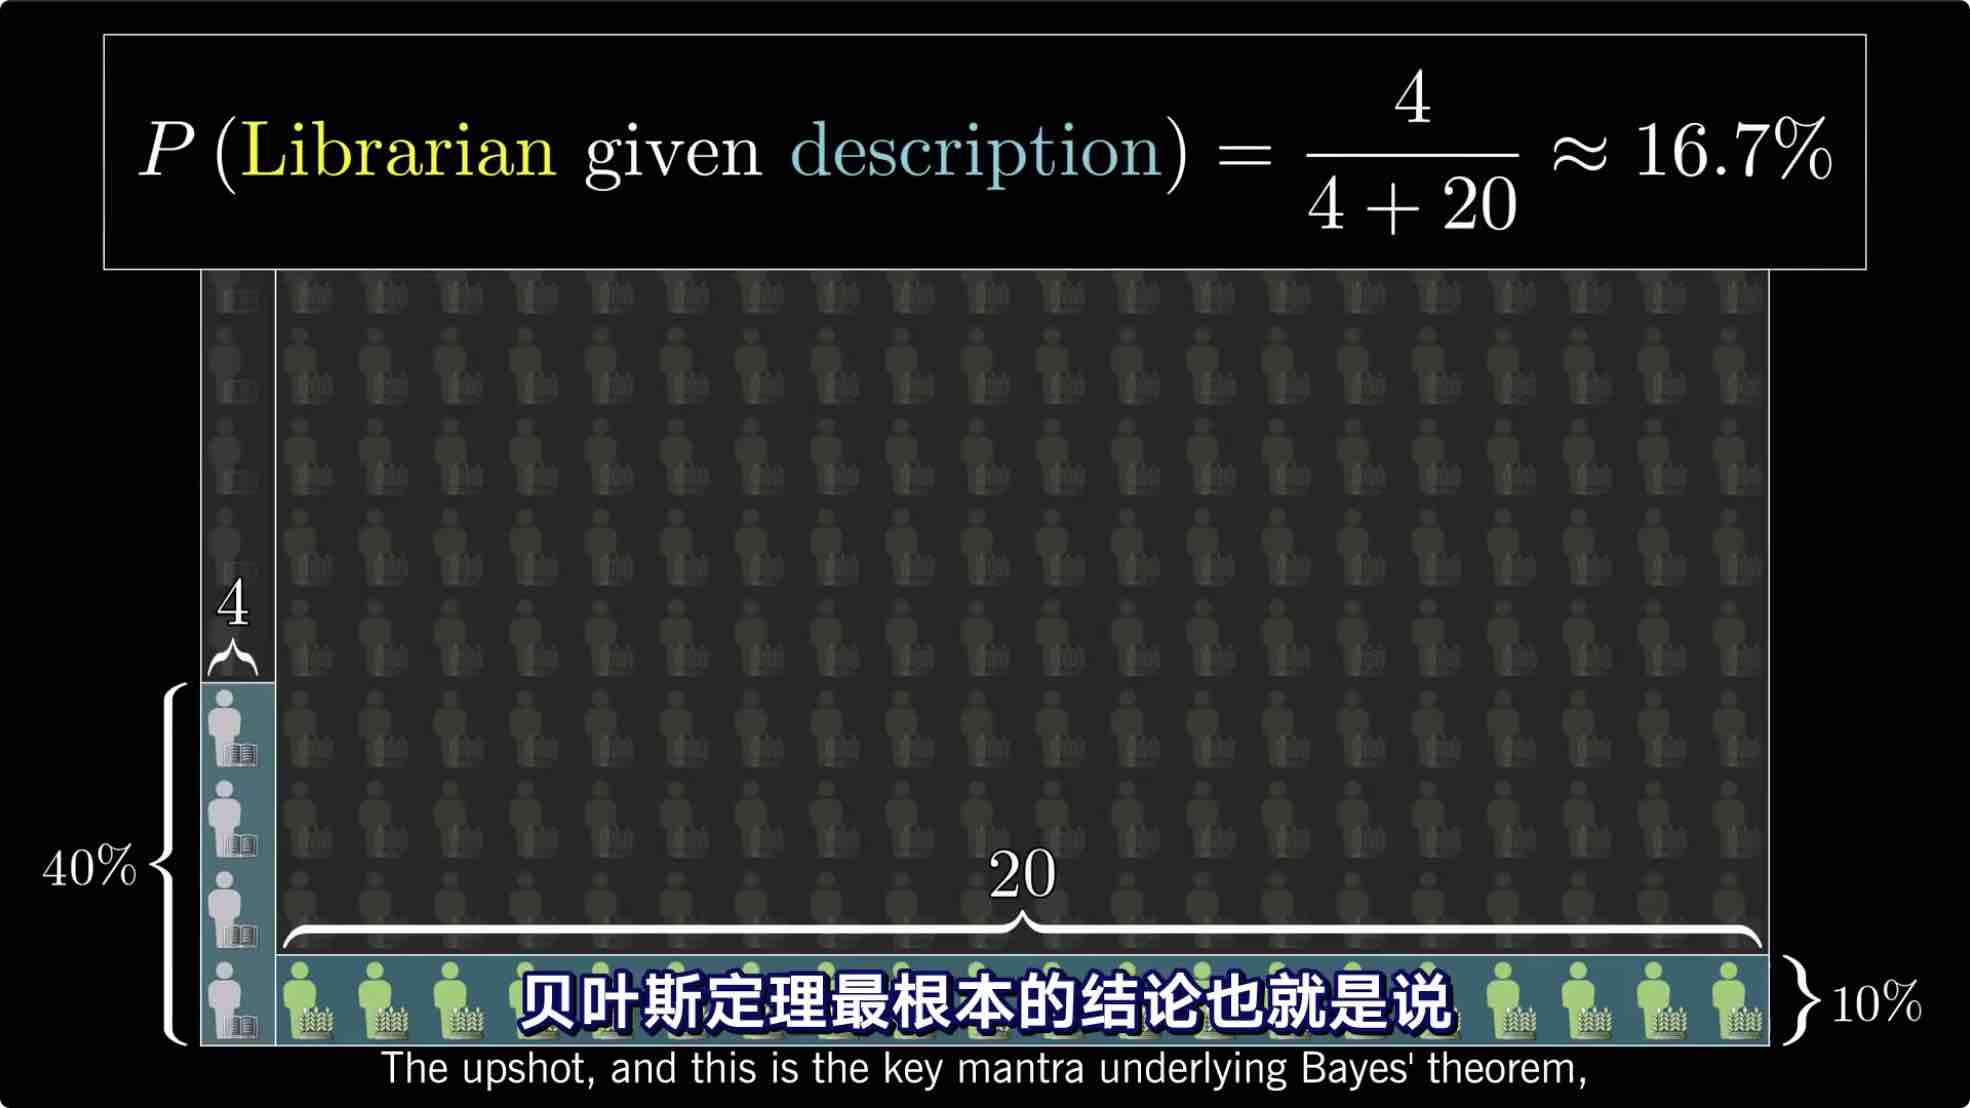 P (Librarian given description) = 4 / 4 + 20 ≈ 16.7%
4
40%
20
10%
贝叶斯定理最根本的结论也就是说
The upshot, and this is the key mantra underlying Bayes' theorem,